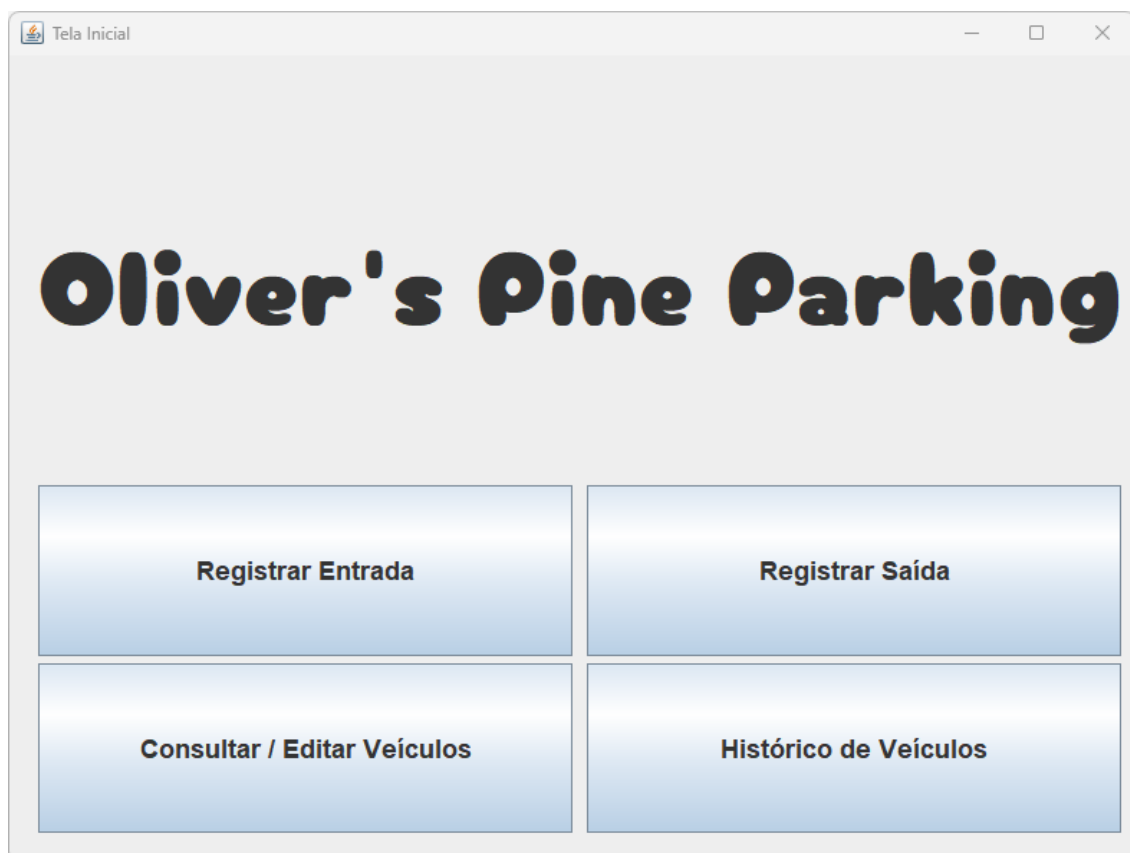 Tela Inicial
Oliver's Pine Parking
Registrar Entrada
Registrar Saída
Consultar / Editar Veículos
Histórico de Veículos